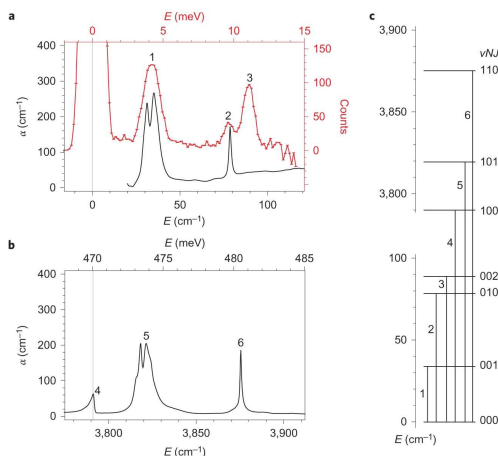 a
E (meV)
0 5 10 15
400
300
200
100
0
α (cm⁻¹)
1
2
3
150
100
50
0
Counts
0 50 100
E (cm⁻¹)
b
E (meV)
470 475 480 485
400
300
200
100
0
α (cm⁻¹)
4
5
6
3,800 3,850 3,900
E (cm⁻¹)
c
3,900
vNJ
110
6
3,850
101
5
3,800
100
4
100
002
3
010
2
50
001
1
0
000
E (cm⁻¹)